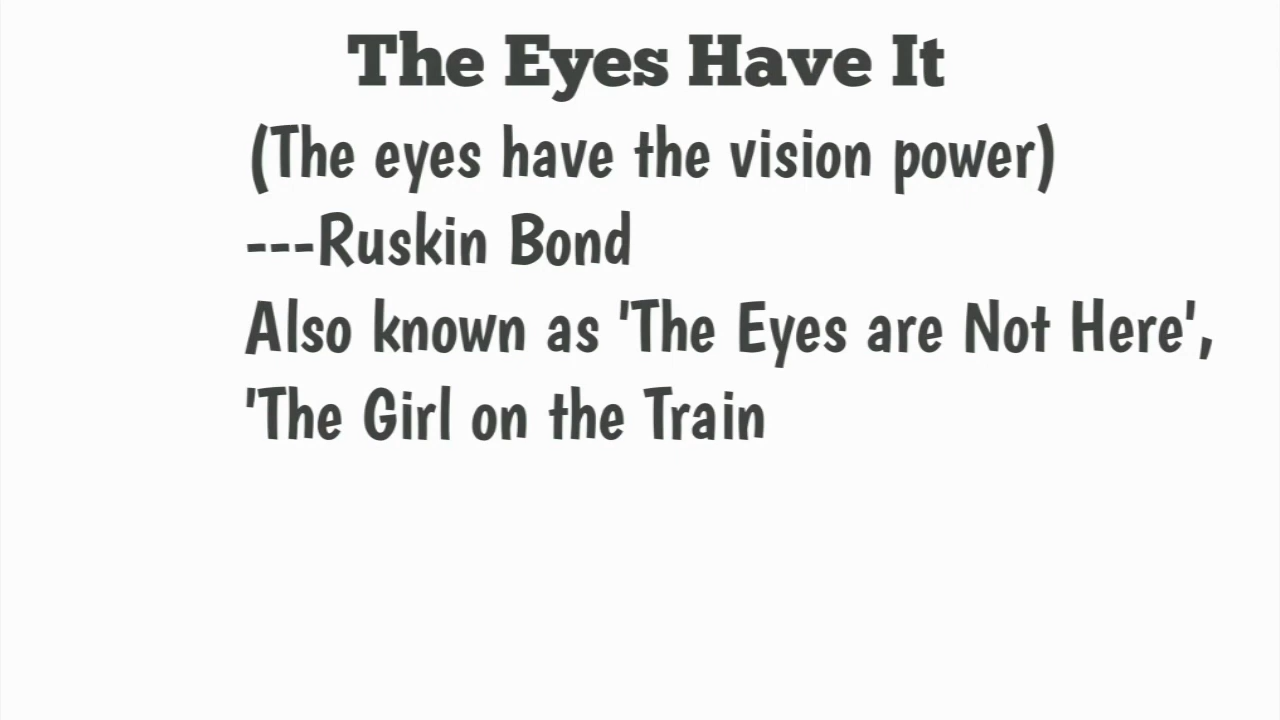 The Eyes Have It
(The eyes have the vision power)
---Ruskin Bond
Also known as 'The Eyes are Not Here',
'The Girl on the Train